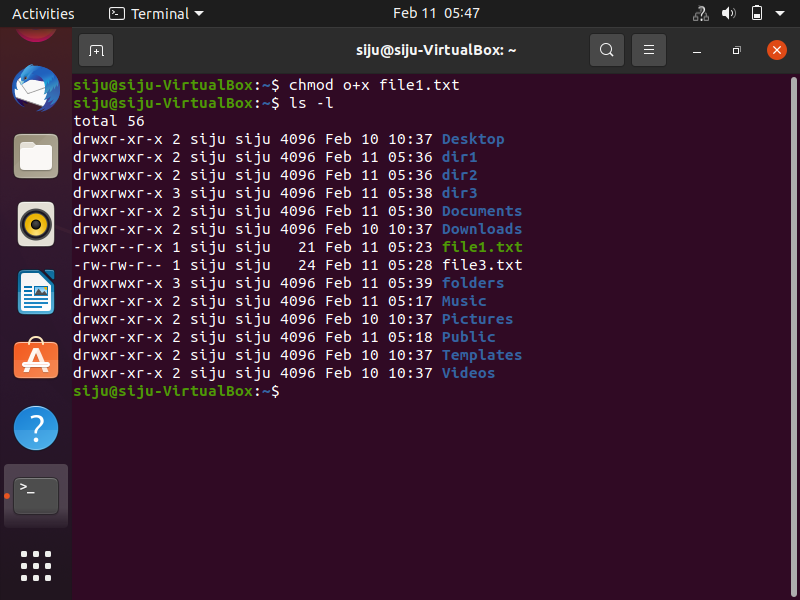 Activities Terminal Feb 11 05:47
siju@siju-VirtualBox: ~
siju@siju-VirtualBox:~$ chmod o+x file1.txt
siju@siju-VirtualBox:~$ ls -l
total 56
drwxr-xr-x 2 siju siju 4096 Feb 10 10:37 Desktop
drwxrwxr-x 2 siju siju 4096 Feb 11 05:36 dir1
drwxrwxr-x 2 siju siju 4096 Feb 11 05:36 dir2
drwxrwxr-x 3 siju siju 4096 Feb 11 05:38 dir3
drwxr-xr-x 2 siju siju 4096 Feb 11 05:30 Documents
drwxr-xr-x 2 siju siju 4096 Feb 10 10:37 Downloads
-rwxr--r-x 1 siju siju   21 Feb 11 05:23 file1.txt
-rw-rw-r-- 1 siju siju   24 Feb 11 05:28 file3.txt
drwxrwxr-x 3 siju siju 4096 Feb 11 05:39 folders
drwxr-xr-x 2 siju siju 4096 Feb 11 05:17 Music
drwxr-xr-x 2 siju siju 4096 Feb 10 10:37 Pictures
drwxr-xr-x 2 siju siju 4096 Feb 11 05:18 Public
drwxr-xr-x 2 siju siju 4096 Feb 10 10:37 Templates
drwxr-xr-x 2 siju siju 4096 Feb 10 10:37 Videos
siju@siju-VirtualBox:~$